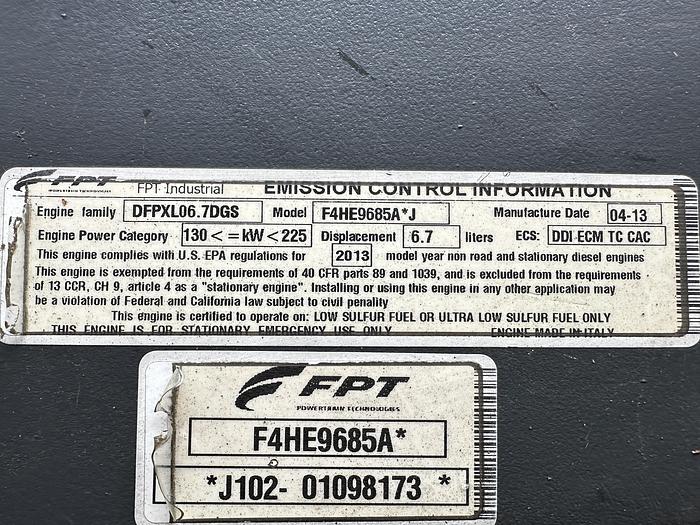 FPT FPT Industrial EMISSION CONTROL INFORMATION
POWERTRAIN TECHNOLOGIES
Engine family DFPXL06.7DGS Model F4HE9685A*J Manufacture Date 04-13
Engine Power Category 130<=kW<225 Displacement 6.7 liters ECS: DDI ECM TC CAC
This engine complies with U.S. EPA regulations for 2013 model year non road and stationary diesel engines
This engine is exempted from the requirements of 40 CFR parts 89 and 1039, and is excluded from the requirements
of 13 CCR, CH 9, article 4 as a "stationary engine". Installing or using this engine in any other application may
be a violation of Federal and California law subject to civil penality
This engine is certified to operate on: LOW SULFUR FUEL OR ULTRA LOW SULFUR FUEL ONLY
THIS ENGINE IS FOR STATIONARY EMERGENCY USE ONLY ENGINE MADE IN ITALY
FPT
POWERTRAIN TECHNOLOGIES
F4HE9685A*
*J102- 01098173 *